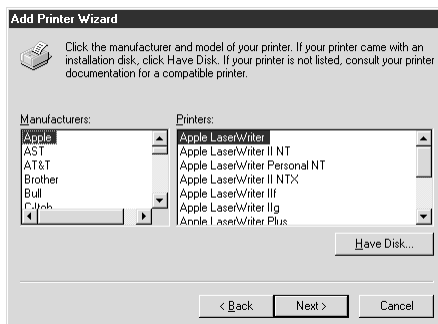 Add Printer Wizard
Click the manufacturer and model of your printer. If your printer came with an
installation disk, click Have Disk. If your printer is not listed, consult your printer
documentation for a compatible printer.
Manufacturers:
Apple
AST
AT&T
Brother
Bull
C-Itoh
Printers:
Apple LaserWriter
Apple LaserWriter II NT
Apple LaserWriter Personal NT
Apple LaserWriter II NTX
Apple LaserWriter IIf
Apple LaserWriter IIg
Apple LaserWriter Plus
Have Disk...
< Back
Next >
Cancel